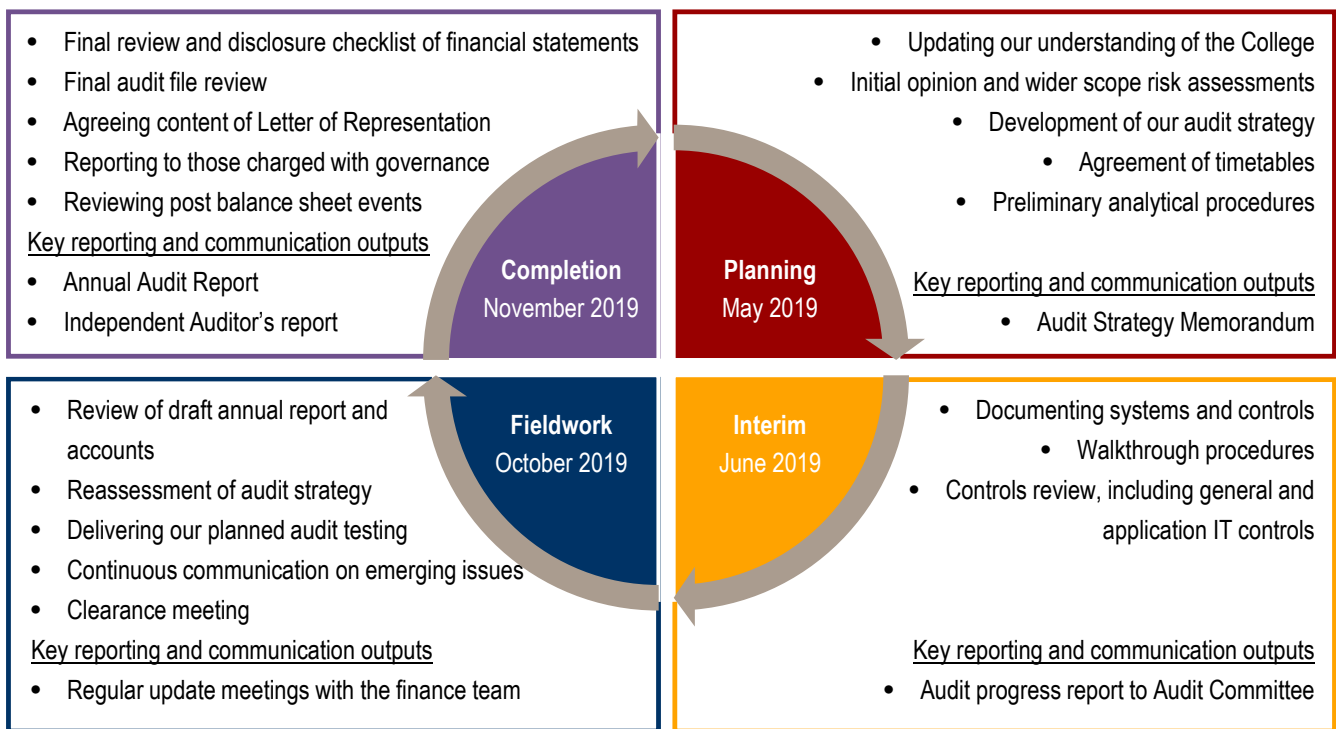 • Final review and disclosure checklist of financial statements
• Final audit file review
• Agreeing content of Letter of Representation
• Reporting to those charged with governance
• Reviewing post balance sheet events
Key reporting and communication outputs
• Annual Audit Report
• Independent Auditor's report
Completion
November 2019
• Updating our understanding of the College
• Initial opinion and wider scope risk assessments
• Development of our audit strategy
• Agreement of timetables
• Preliminary analytical procedures
Key reporting and communication outputs
• Audit Strategy Memorandum
Planning
May 2019
• Review of draft annual report and
accounts
• Reassessment of audit strategy
• Delivering our planned audit testing
• Continuous communication on emerging issues
• Clearance meeting
Key reporting and communication outputs
• Regular update meetings with the finance team
Fieldwork
October 2019
Interim
June 2019
• Documenting systems and controls
• Walkthrough procedures
• Controls review, including general and
application IT controls
Key reporting and communication outputs
• Audit progress report to Audit Committee